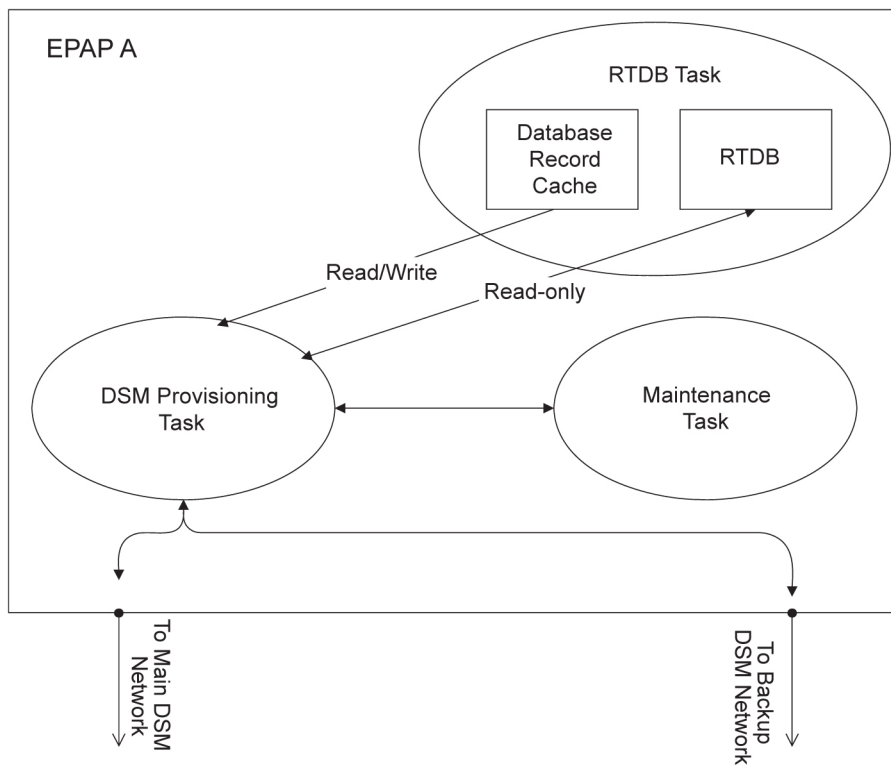 EPAP A
RTDB Task
Database
Record
Cache
RTDB
Read/Write
Read-only
DSM Provisioning
Task
Maintenance
Task
To Main DSM
Network
To Backup
DSM Network